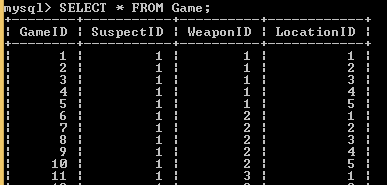 mysql> SELECT * FROM Game;
+--------+-----------+----------+------------+
| GameID | SuspectID | WeaponID | LocationID |
+--------+-----------+----------+------------+
| 1 | 1 | 1 | 1 |
| 2 | 1 | 1 | 2 |
| 3 | 1 | 1 | 3 |
| 4 | 1 | 1 | 4 |
| 5 | 1 | 1 | 5 |
| 6 | 1 | 2 | 1 |
| 7 | 1 | 2 | 2 |
| 8 | 1 | 2 | 3 |
| 9 | 1 | 2 | 4 |
| 10 | 1 | 2 | 5 |
| 11 | 1 | 3 | 1 |